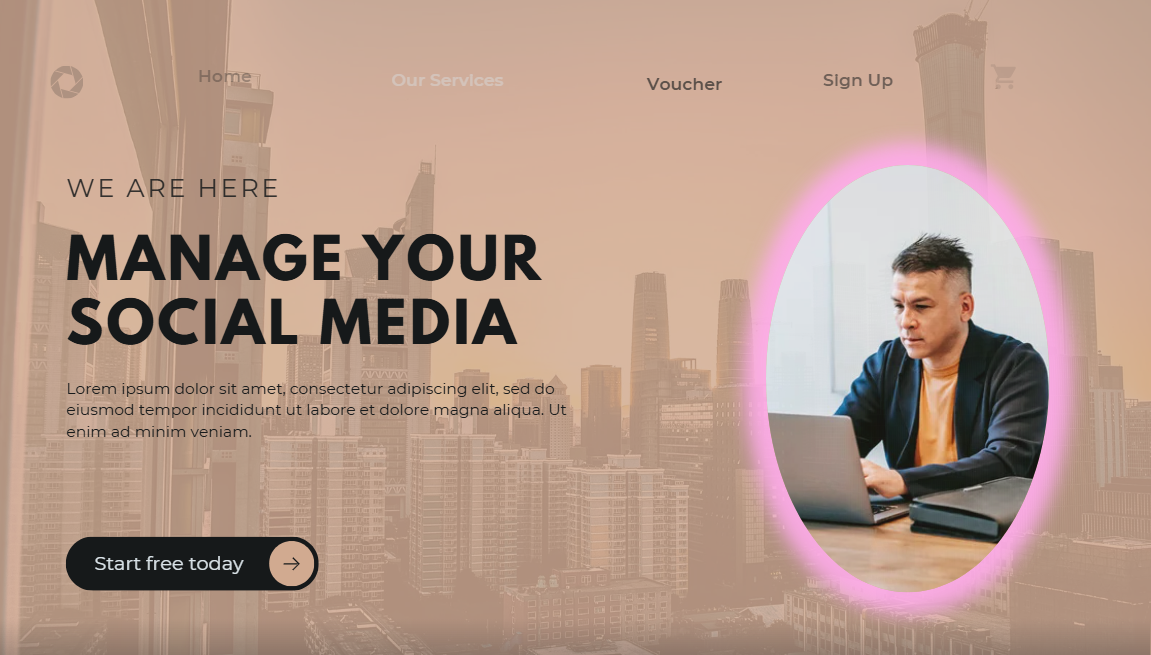 Home
Our Services
Voucher
Sign Up
WE ARE HERE
MANAGE YOUR
SOCIAL MEDIA
Lorem ipsum dolor sit amet, consectetur adipiscing elit, sed do
eiusmod tempor incididunt ut labore et dolore magna aliqua. Ut
enim ad minim veniam.
Start free today